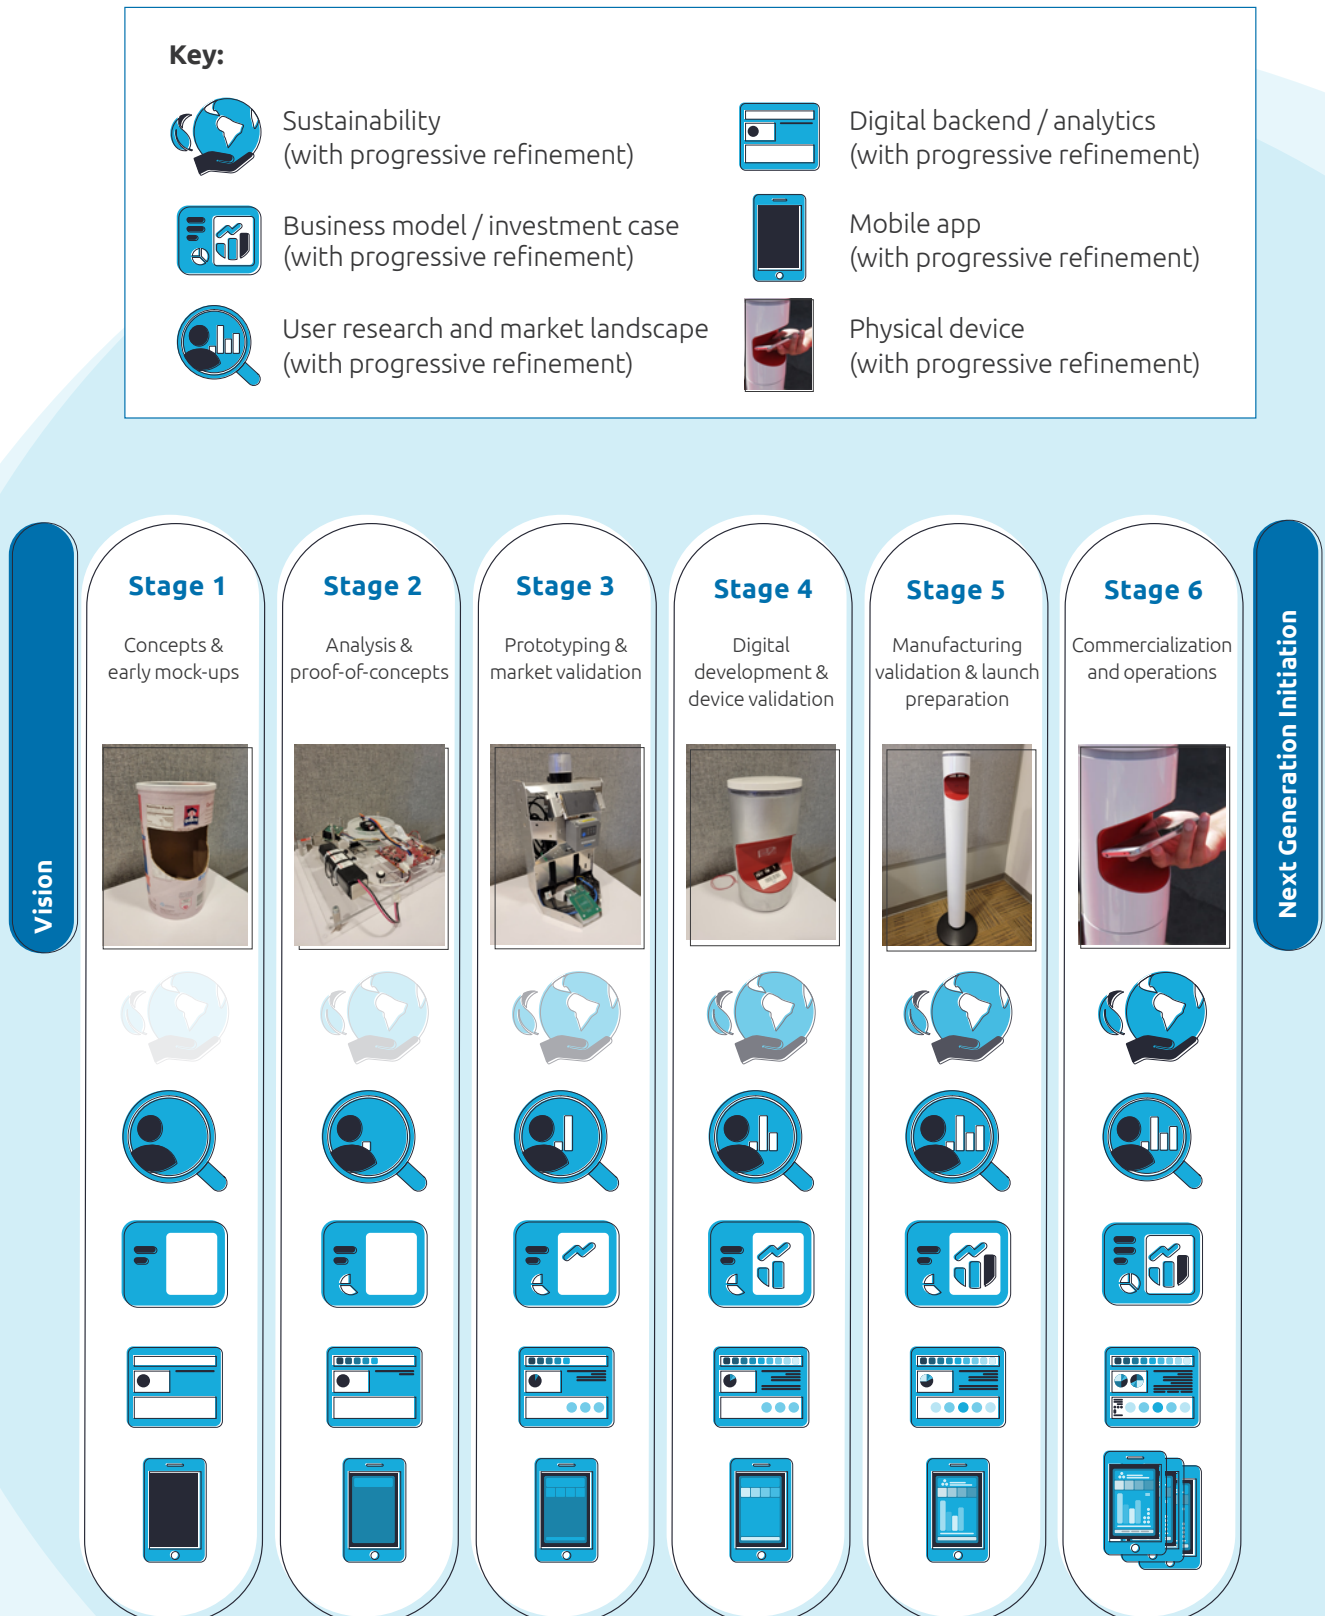 Key:
Sustainability
(with progressive refinement)
Business model / investment case
(with progressive refinement)
User research and market landscape
(with progressive refinement)
Digital backend / analytics
(with progressive refinement)
Mobile app
(with progressive refinement)
Physical device
(with progressive refinement)
Vision
Stage 1
Concepts &
early mock-ups
Stage 2
Analysis &
proof-of-concepts
Stage 3
Prototyping &
market validation
Stage 4
Digital
development &
device validation
Stage 5
Manufacturing
validation & launch
preparation
Stage 6
Commercialization
and operations
Next Generation Initiation